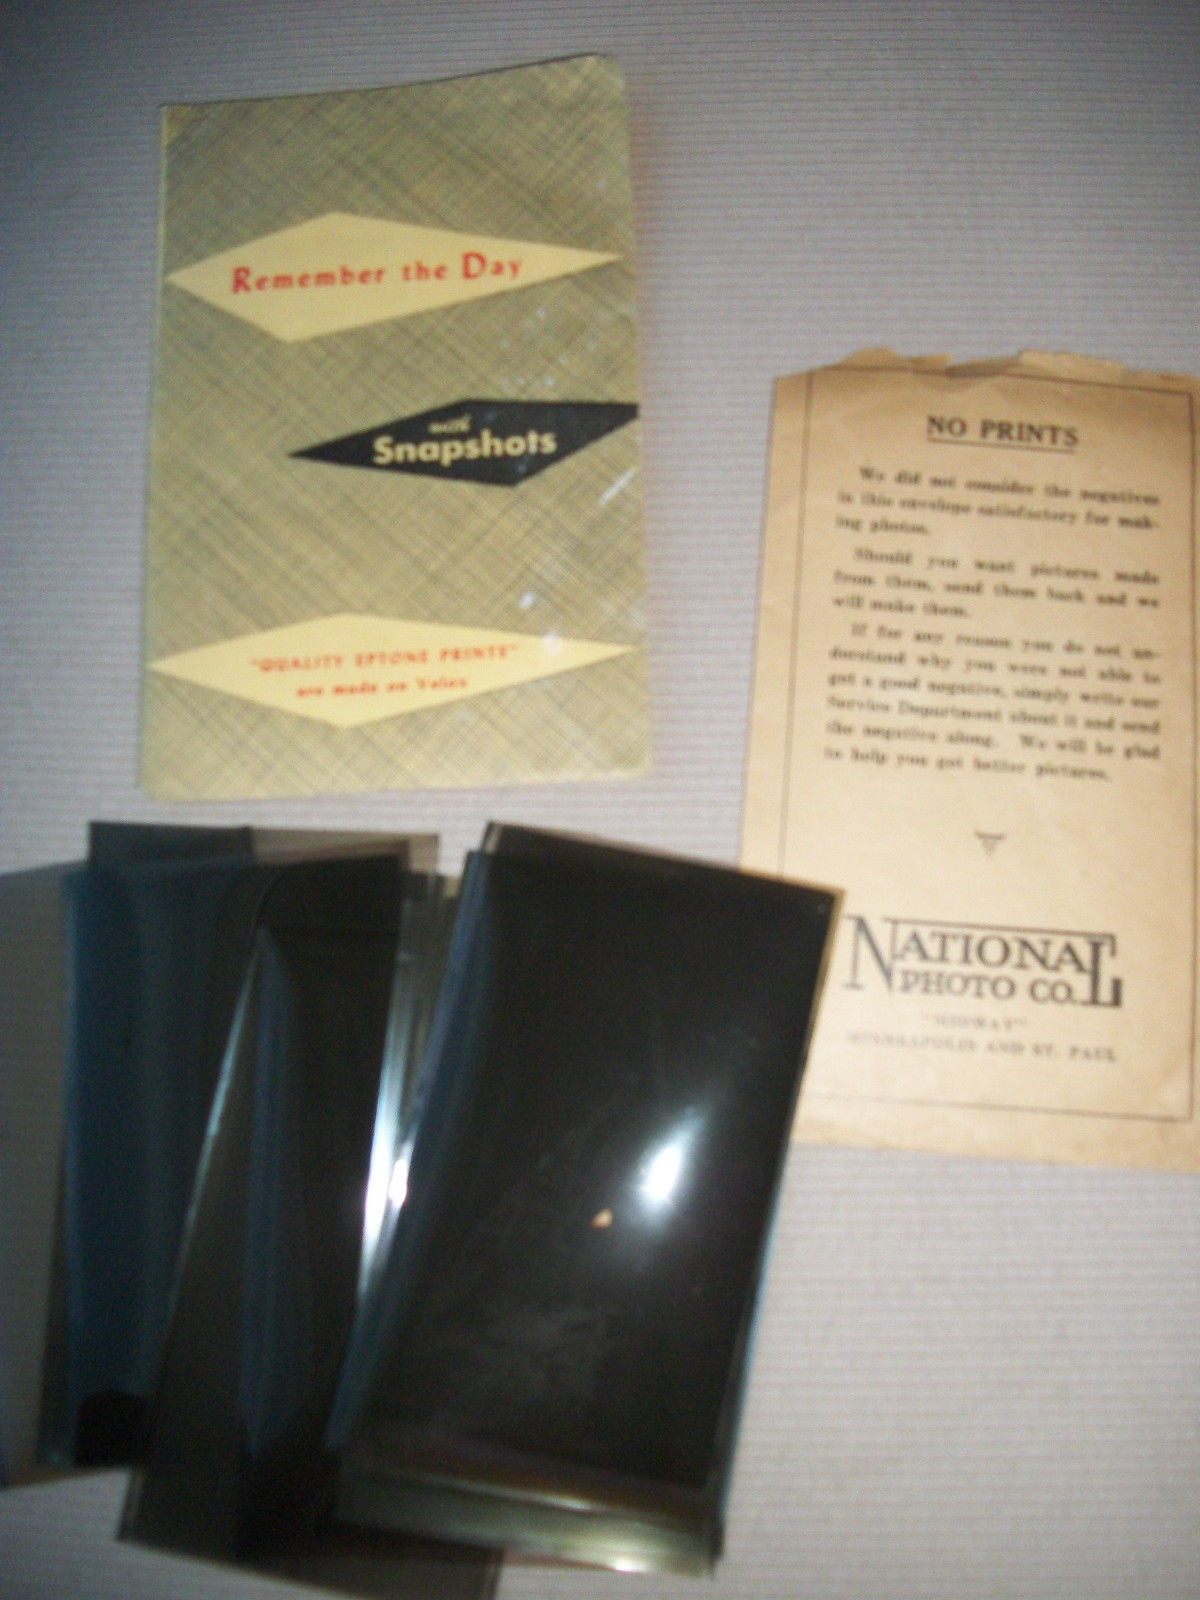 Remember the Day
with
Snapshots
"QUALITY EPTONE PRINTS"
are made on Velox
NO PRINTS
We did not consider the negatives
in this envelope satisfactory for mak-
ing photos.
Should you want pictures made
from them, send them back and we
will make them.
If for any reason you do not un-
derstand why you were not able to
get a good negative, simply write our
Service Department about it and send
the negative along. We will be glad
to help you get better pictures.
NATIONAL
PHOTO CO.
"MIDWAY"
MINNEAPOLIS AND ST. PAUL